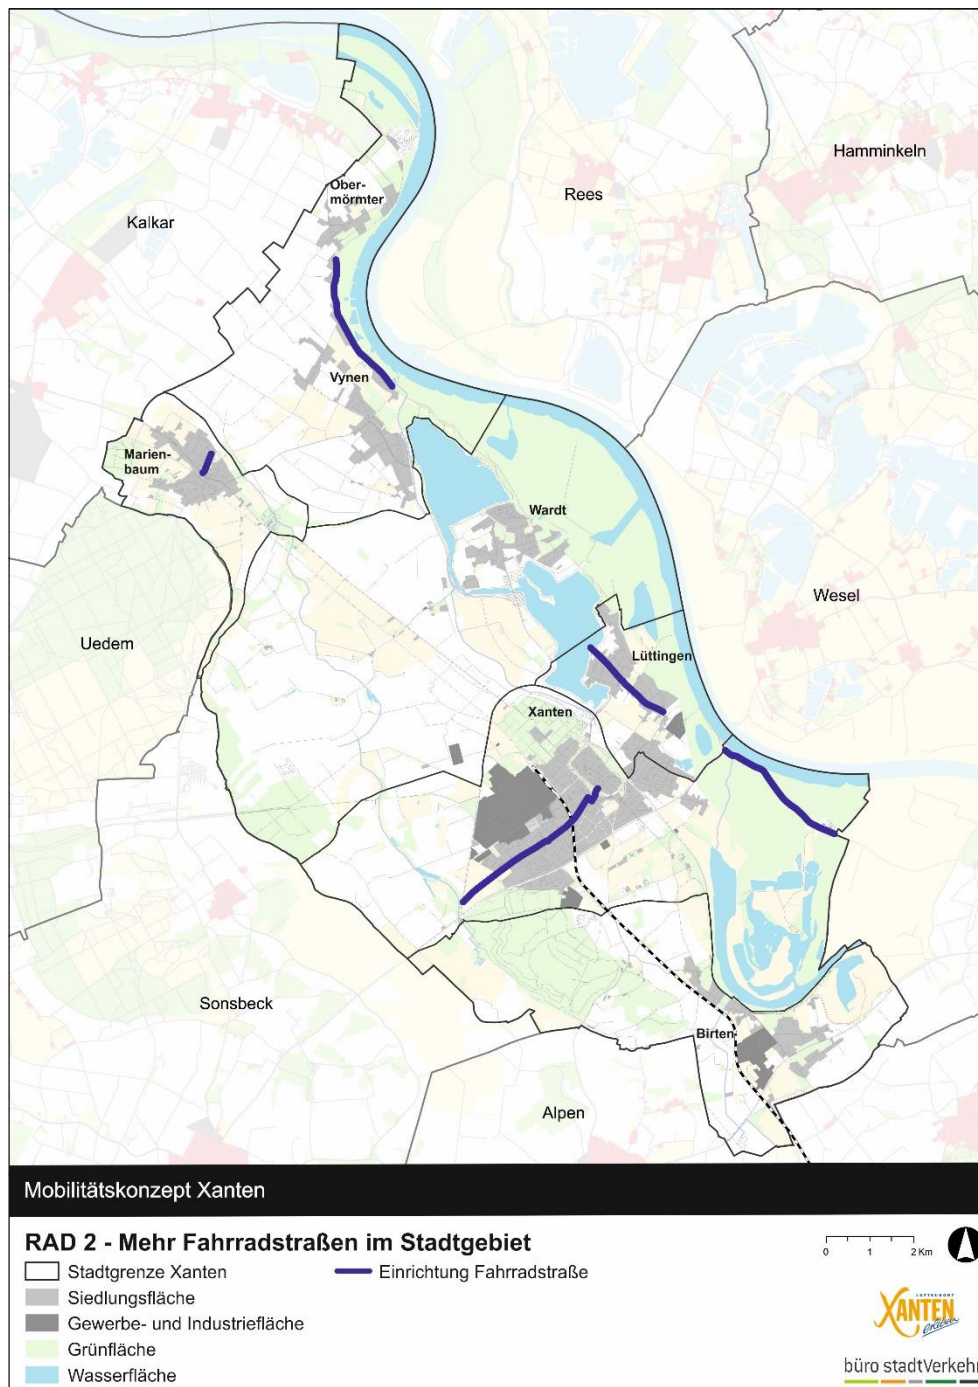 Hamminkeln
Ober-
mörmter
Rees
Kalkar
Vynen
Marien-
baum
Wardt
Wesel
Uedem
Lüttingen
Xanten
Sonsbeck
Birten
Alpen
Mobilitätskonzept Xanten
RAD 2 - Mehr Fahrradstraßen im Stadtgebiet
Stadtgrenze Xanten
Einrichtung Fahrradstraße
Siedlungsfläche
Gewerbe- und Industriefläche
Grünfläche
Wasserfläche
0 1 2 Km
LUFTKURORT
XANTEN
erleben
büro stadtVerkehr